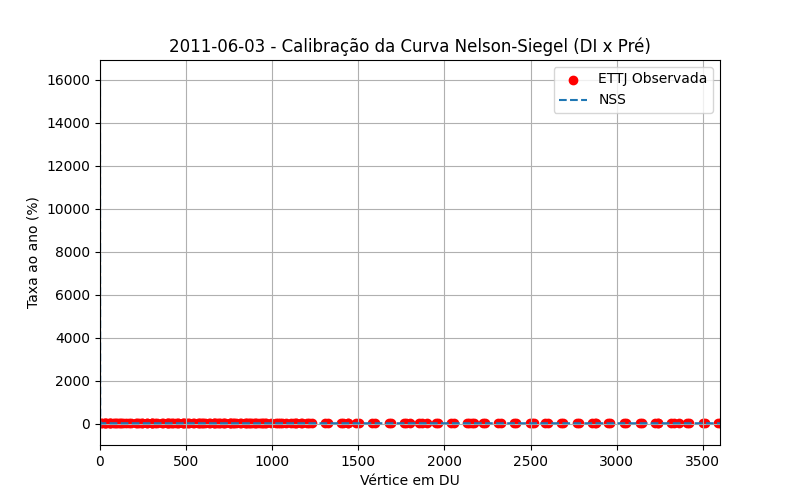 2011-06-03 - Calibração da Curva Nelson-Siegel (DI x Pré)
ETTJ Observada
NSS
Taxa ao ano (%)
16000
14000
12000
10000
8000
6000
4000
2000
0
0 500 1000 1500 2000 2500 3000 3500
Vértice em DU